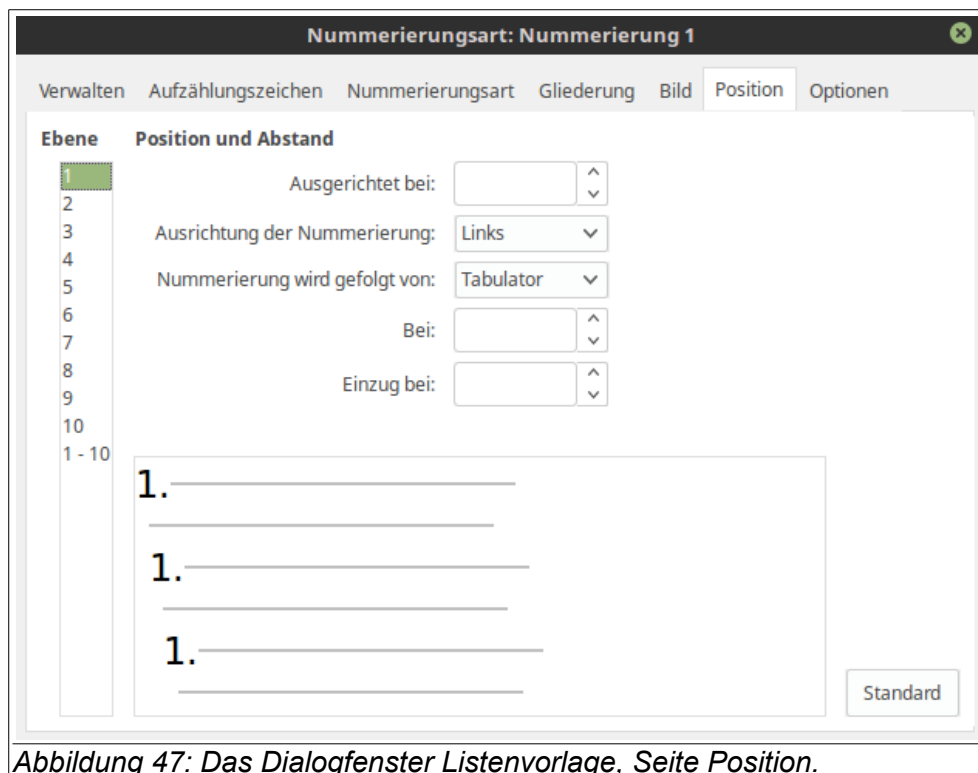 Nummerierungsart: Nummerierung 1
Verwalten Aufzählungszeichen Nummerierungsart Gliederung Bild Position Optionen
Ebene Position und Abstand
1
2
3
4
5
6
7
8
9
10
1 - 10
Ausgerichtet bei:
Ausrichtung der Nummerierung: Links
Nummerierung wird gefolgt von: Tabulator
Bei:
Einzug bei:
1.
1.
1.
Standard
Abbildung 47: Das Dialogfenster Listenvorlage, Seite Position.